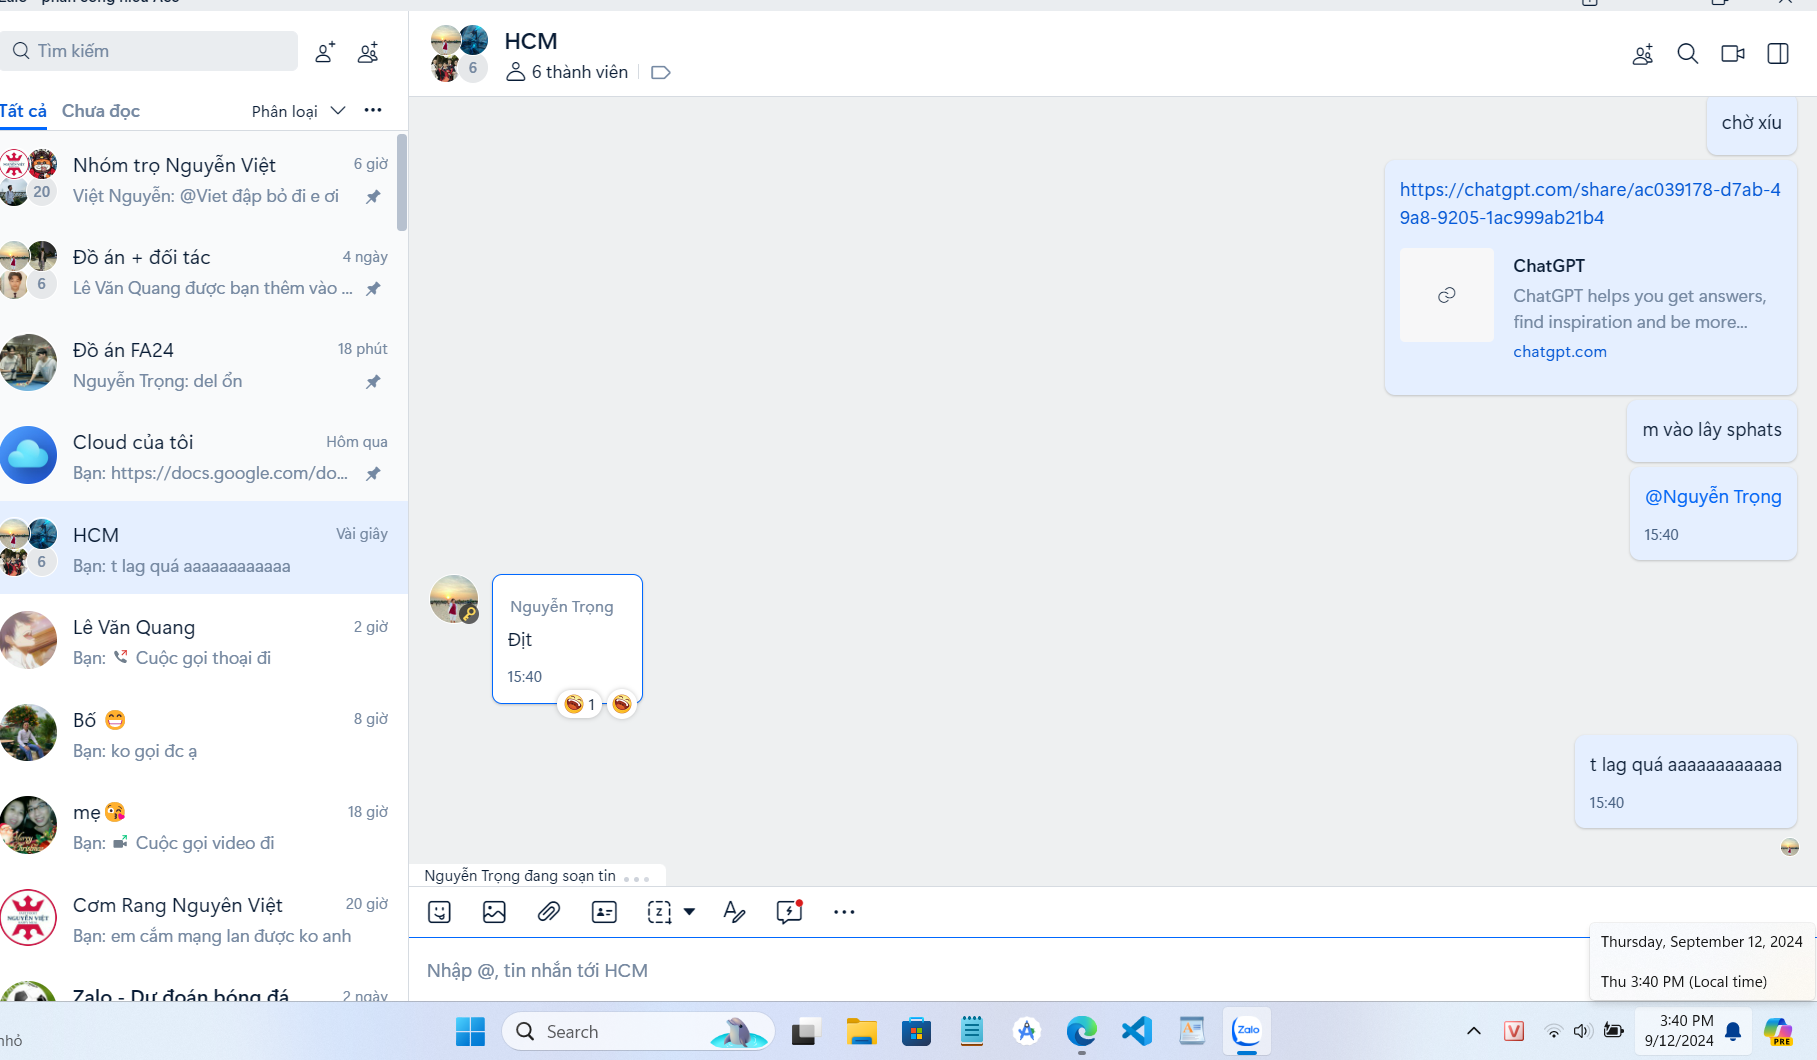 Tìm kiếm
Tất cả
Chưa đọc
Phân loại
Nhóm trọ Nguyễn Việt
6 giờ
Việt Nguyễn: @Viet đập bỏ đi e ơi
20
Đồ án + đối tác
4 ngày
Lê Văn Quang được bạn thêm vào ...
6
Đồ án FA24
18 phút
Nguyễn Trọng: del ổn
Cloud của tôi
Hôm qua
Bạn: https://docs.google.com/do...
HCM
Vài giây
Bạn: t lag quá aaaaaaaaaaaa
6
Lê Văn Quang
2 giờ
Bạn: Cuộc gọi thoại đi
Bố 😁
8 giờ
Bạn: ko gọi đc ạ
mẹ😘
18 giờ
Bạn: Cuộc gọi video đi
Cơm Rang Nguyên Việt
20 giờ
Bạn: em cắm mạng lan được ko anh
NGUYÊN VIỆT
Zalo - Dự đoán bóng đá
2 ngày
HCM
6
6 thành viên
chờ xíu
https://chatgpt.com/share/ac039178-d7ab-4
9a8-9205-1ac999ab21b4
ChatGPT
ChatGPT helps you get answers,
find inspiration and be more...
chatgpt.com
m vào lây sphats
@Nguyễn Trọng
15:40
Nguyễn Trọng
Địt
15:40
1
t lag quá aaaaaaaaaaaa
15:40
Nguyễn Trọng đang soạn tin
Nhập @, tin nhắn tới HCM
Thursday, September 12, 2024
Thu 3:40 PM (Local time)
nhỏ
Search
Zalo
V
3:40 PM
9/12/2024
PRE